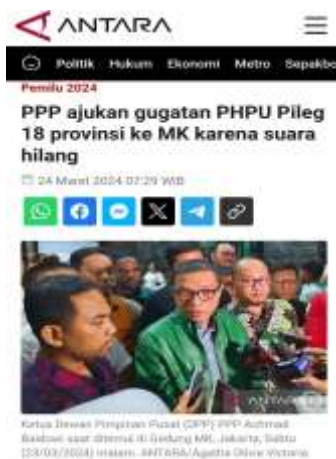 ANTARA
Politik Hukum Ekonomi Metro Sepakbo
Pemilu 2024
PPP ajukan gugatan PHPU Pileg
18 provinsi ke MK karena suara
hilang
24 Maret 2024 07:29 WIB
ANTARA
Ketua Dewan Pimpinan Pusat (DPP) PPP Achmad
Baidowi saat ditemui di Gedung MK, Jakarta, Sabtu
(23/03/2024) malam. ANTARA/Agatha Olivia Victoria.